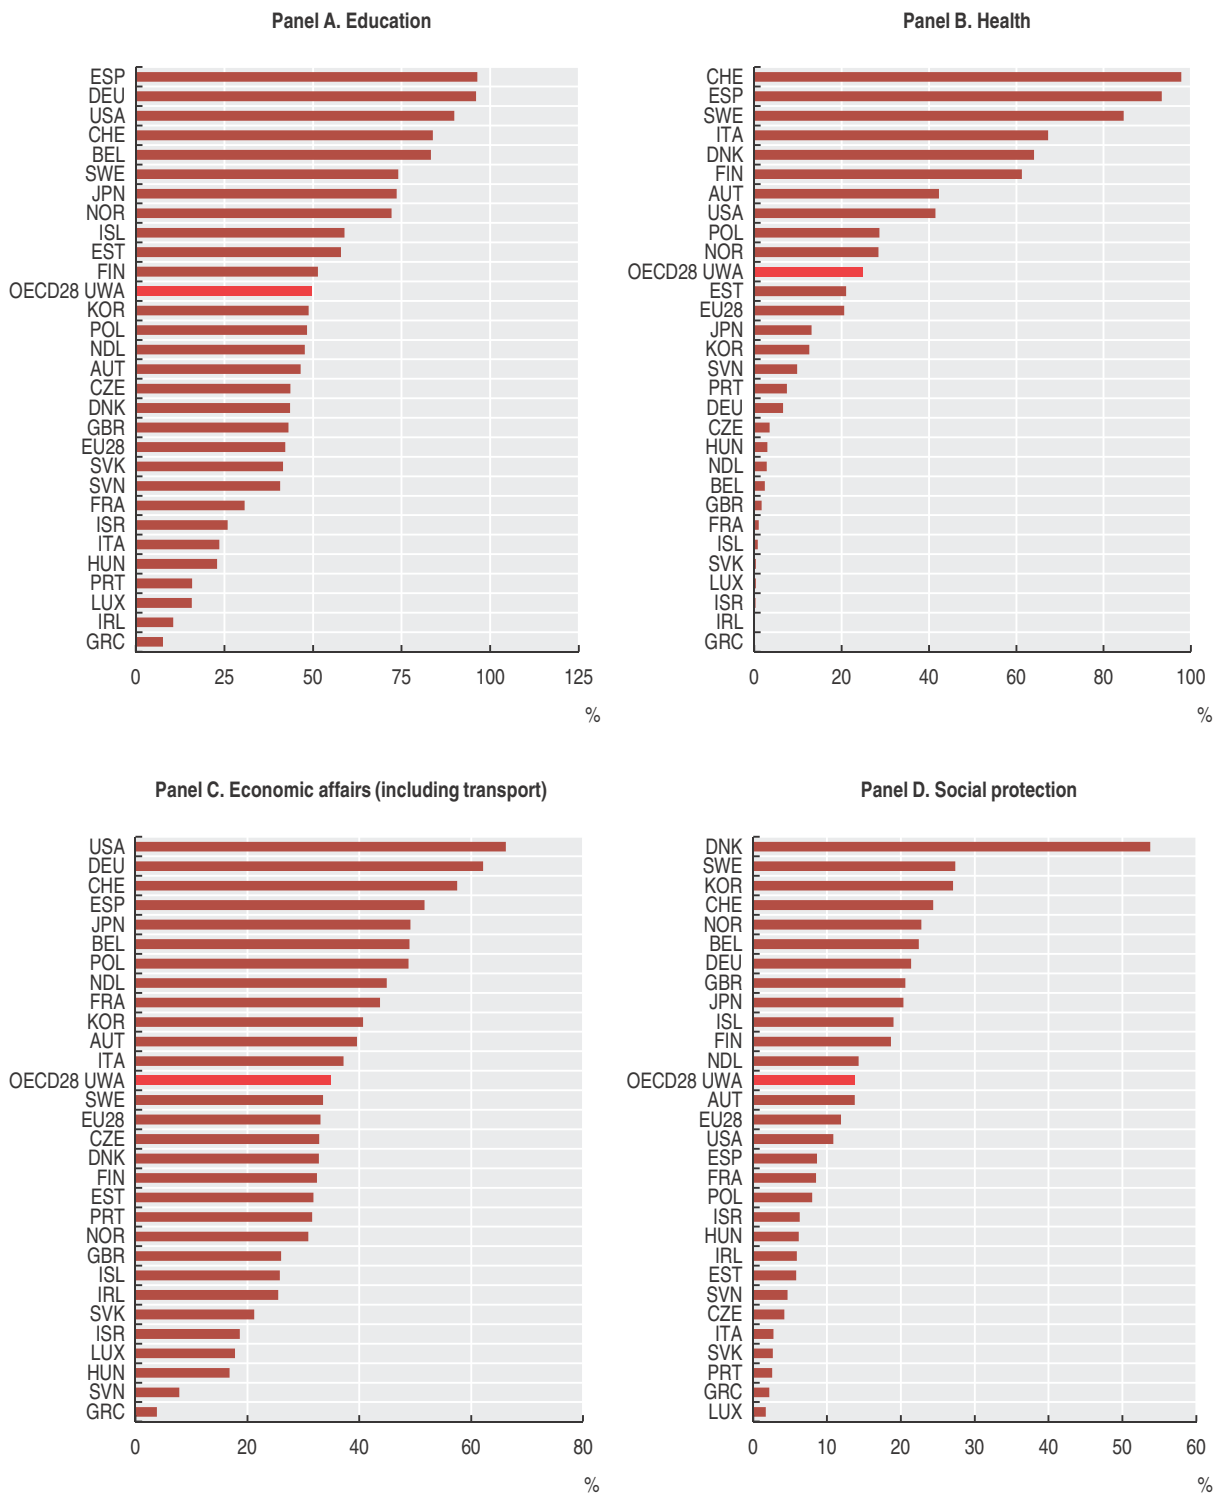 Panel A. Education
ESP
DEU
USA
CHE
BEL
SWE
JPN
NOR
ISL
EST
FIN
OECD28 UWA
KOR
POL
NDL
AUT
CZE
DNK
GBR
EU28
SVK
SVN
FRA
ISR
ITA
HUN
PRT
LUX
IRL
GRC
0 25 50 75 100 125
%
Panel B. Health
CHE
ESP
SWE
ITA
DNK
FIN
AUT
USA
POL
NOR
OECD28 UWA
EST
EU28
JPN
KOR
SVN
PRT
DEU
CZE
HUN
NDL
BEL
GBR
FRA
ISL
SVK
LUX
ISR
IRL
GRC
0 20 40 60 80 100
%
Panel C. Economic affairs (including transport)
USA
DEU
CHE
ESP
JPN
BEL
POL
NDL
FRA
KOR
AUT
ITA
OECD28 UWA
SWE
EU28
CZE
DNK
FIN
EST
PRT
NOR
GBR
ISL
IRL
SVK
ISR
LUX
HUN
SVN
GRC
0 20 40 60 80
%
Panel D. Social protection
DNK
SWE
KOR
CHE
NOR
BEL
DEU
GBR
JPN
ISL
FIN
NDL
OECD28 UWA
AUT
EU28
USA
ESP
FRA
POL
ISR
HUN
IRL
EST
SVN
CZE
ITA
SVK
PRT
GRC
LUX
0 10 20 30 40 50 60
%